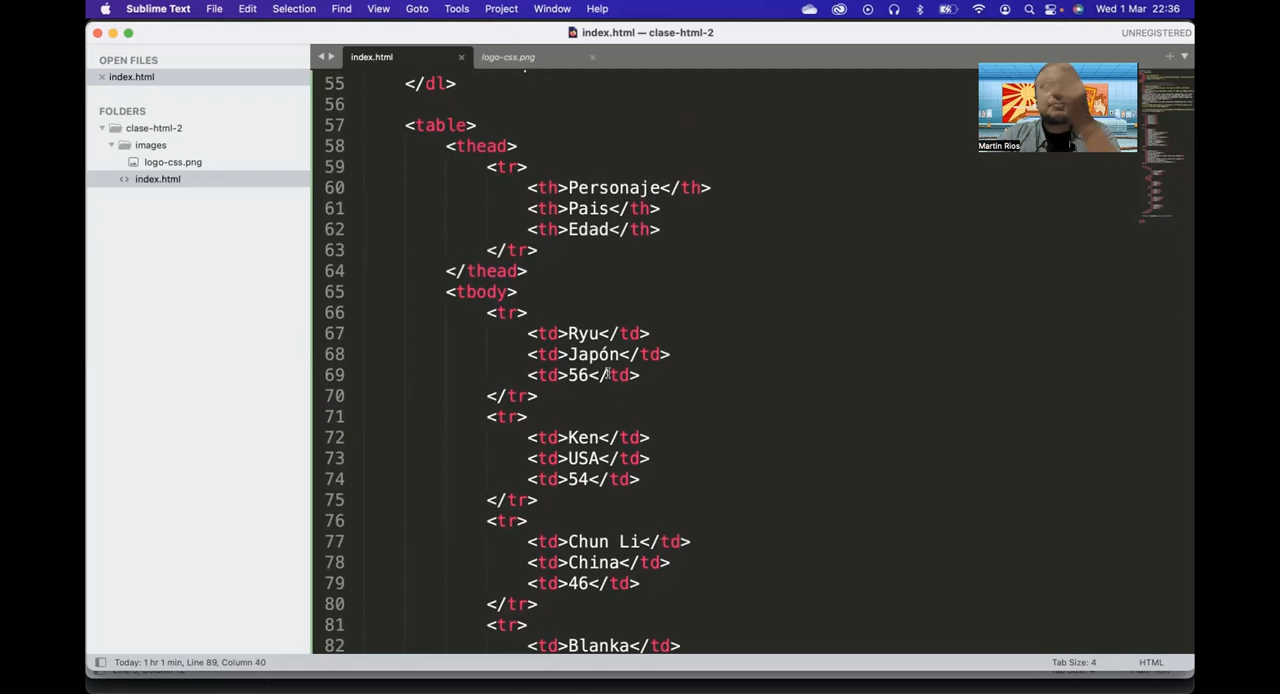 Sublime Text File Edit Selection Find View Goto Tools Project Window Help Wed 1 Mar 22:36
index.html — clase-html-2 UNREGISTERED
OPEN FILES
× index.html
FOLDERS
clase-html-2
images
logo-css.png
index.html
index.html × logo-css.png ×
Martin Rios
55 </dl>
56
57 <table>
58 <thead>
59 <tr>
60 <th>Personaje</th>
61 <th>Pais</th>
62 <th>Edad</th>
63 </tr>
64 </thead>
65 <tbody>
66 <tr>
67 <td>Ryu</td>
68 <td>Japón</td>
69 <td>56</td>
70 </tr>
71 <tr>
72 <td>Ken</td>
73 <td>USA</td>
74 <td>54</td>
75 </tr>
76 <tr>
77 <td>Chun Li</td>
78 <td>China</td>
79 <td>46</td>
80 </tr>
81 <tr>
82 <td>Blanka</td>
Today: 1 hr 1 min, Line 89, Column 40 Tab Size: 4 HTML